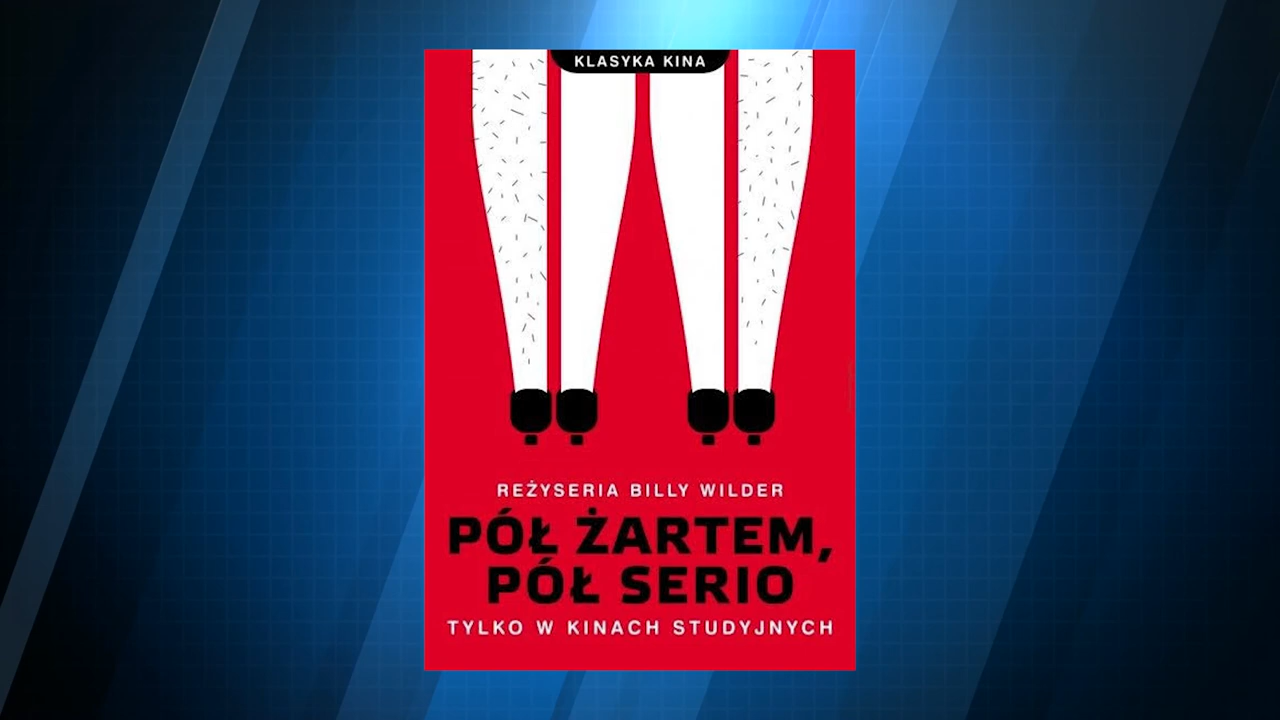 KLASYKA KINA
REŻYSERIA BILLY WILDER
PÓŁ ŻARTEM,
PÓŁ SERIO
TYLKO W KINACH STUDYJNYCH